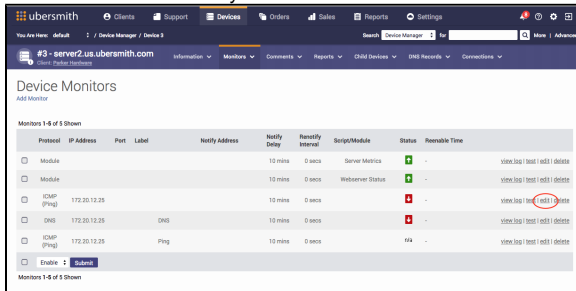 ubersmith Clients Support Devices Orders Sales Reports Settings
You Are Here: default / Device Manager / Device 3 Search Device Manager for More | Advanced
#3 - server2.us.ubersmith.com Information Monitors Comments Reports Child Devices DNS Records Connections
Client: Parker Hardware
Device Monitors
Add Monitor
Monitors 1-5 of 5 Shown
Protocol IP Address Port Label Notify Address Notify Delay Renotify Interval Script/Module Status Reenable Time
Module 10 mins 0 secs Server Metrics - view log | test | edit | delete
Module 10 mins 0 secs Webserver Status - view log | test | edit | delete
ICMP (Ping) 172.20.12.25 10 mins 0 secs - view log | test | edit | delete
DNS 172.20.12.25 DNS 10 mins 0 secs - view log | test | edit | delete
ICMP (Ping) 172.20.12.25 Ping 10 mins 0 secs n/a - view log | test | edit | delete
Enable Submit
Monitors 1-5 of 5 Shown